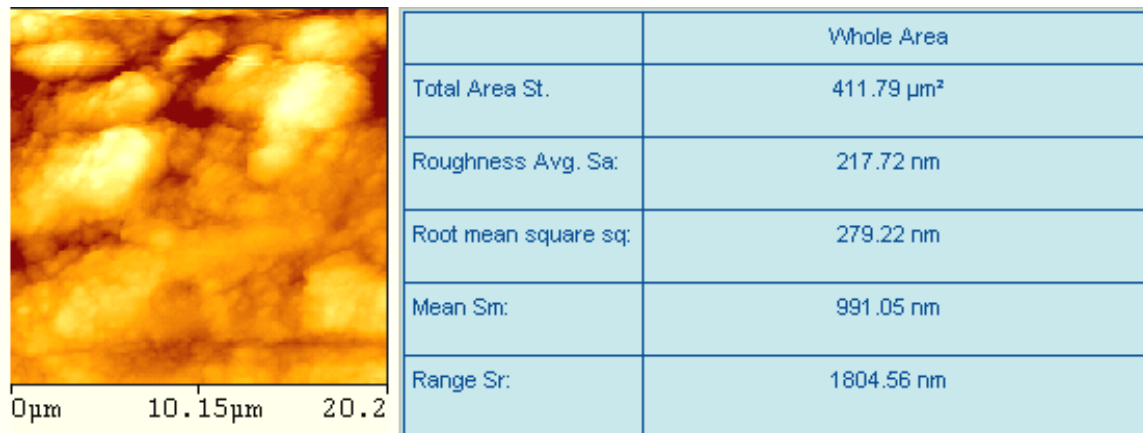 0µm 10.15µm 20.2
Whole Area
Total Area St. 411.79 µm²
Roughness Avg. Sa: 217.72 nm
Root mean square sq: 279.22 nm
Mean Sm: 991.05 nm
Range Sr: 1804.56 nm